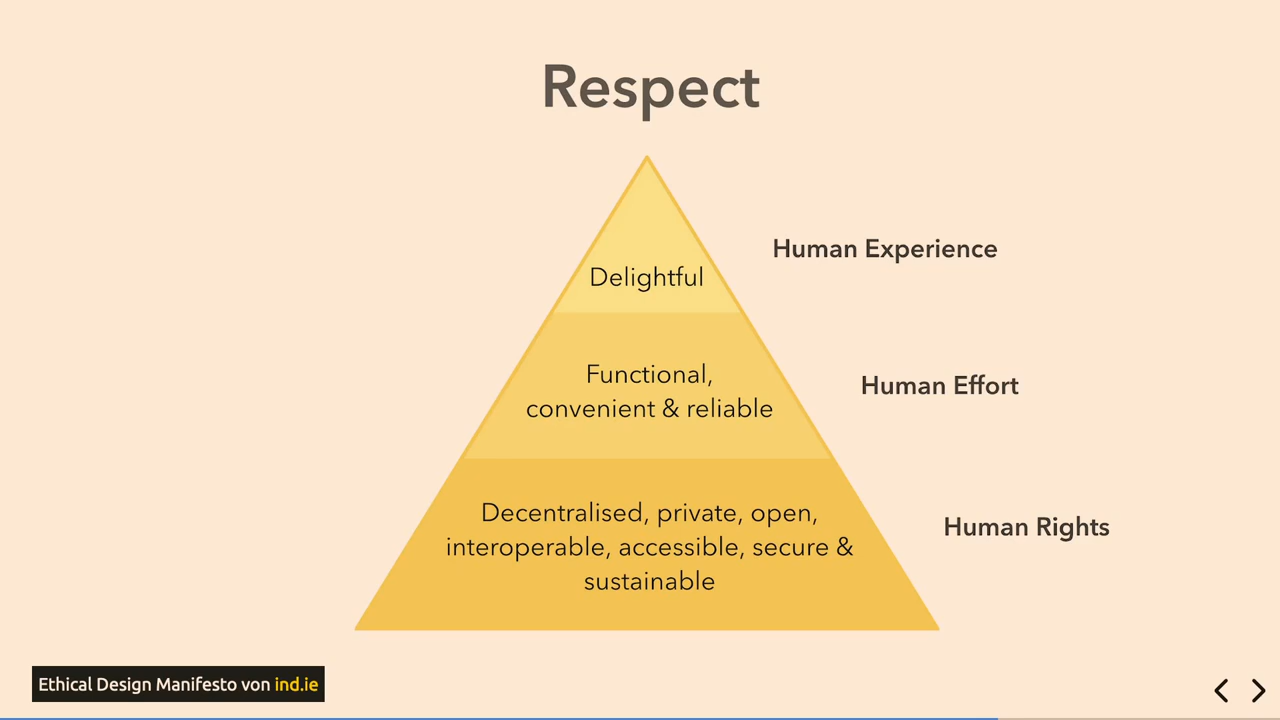 Respect
Human Experience
Delightful
Functional,
convenient & reliable
Human Effort
Decentralised, private, open,
interoperable, accessible, secure &
sustainable
Human Rights
Ethical Design Manifesto von ind.ie